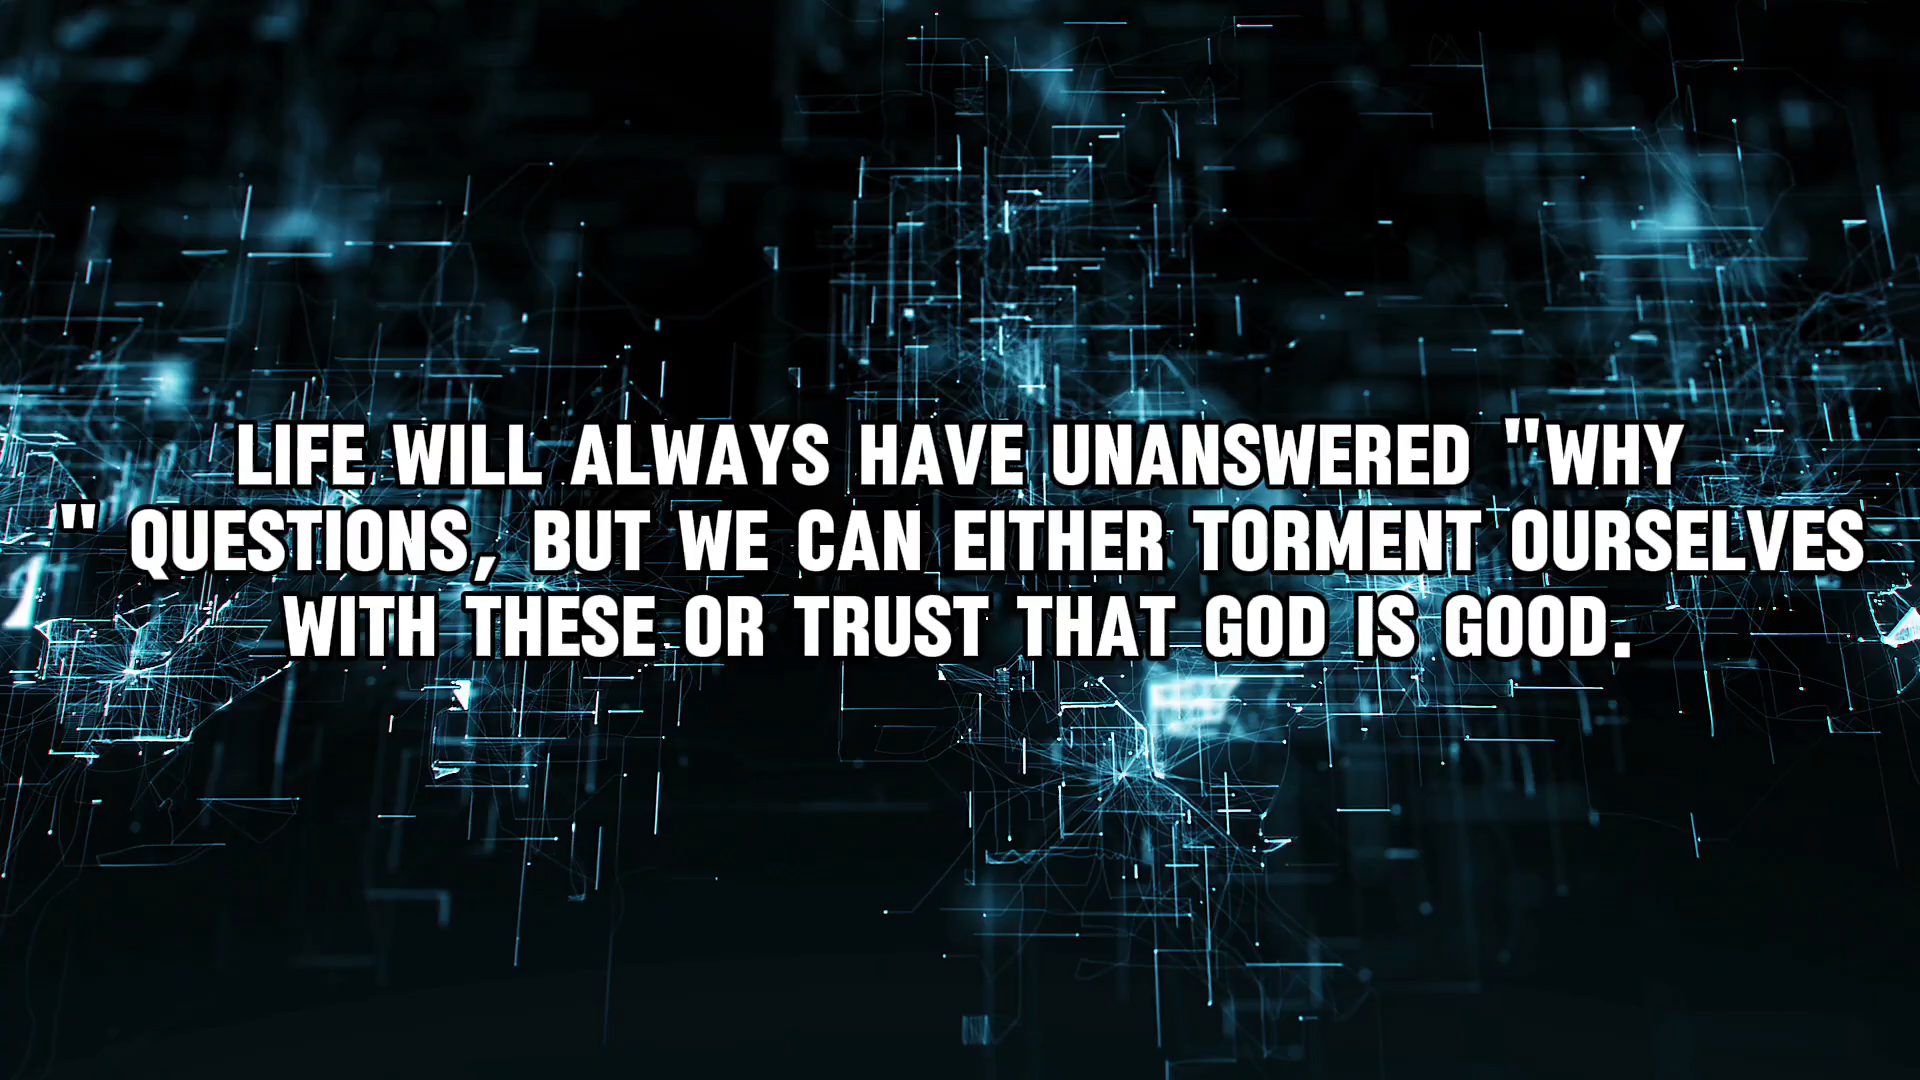 LIFE WILL ALWAYS HAVE UNANSWERED "WHY
" QUESTIONS, BUT WE CAN EITHER TORMENT OURSELVES
WITH THESE OR TRUST THAT GOD IS GOOD.